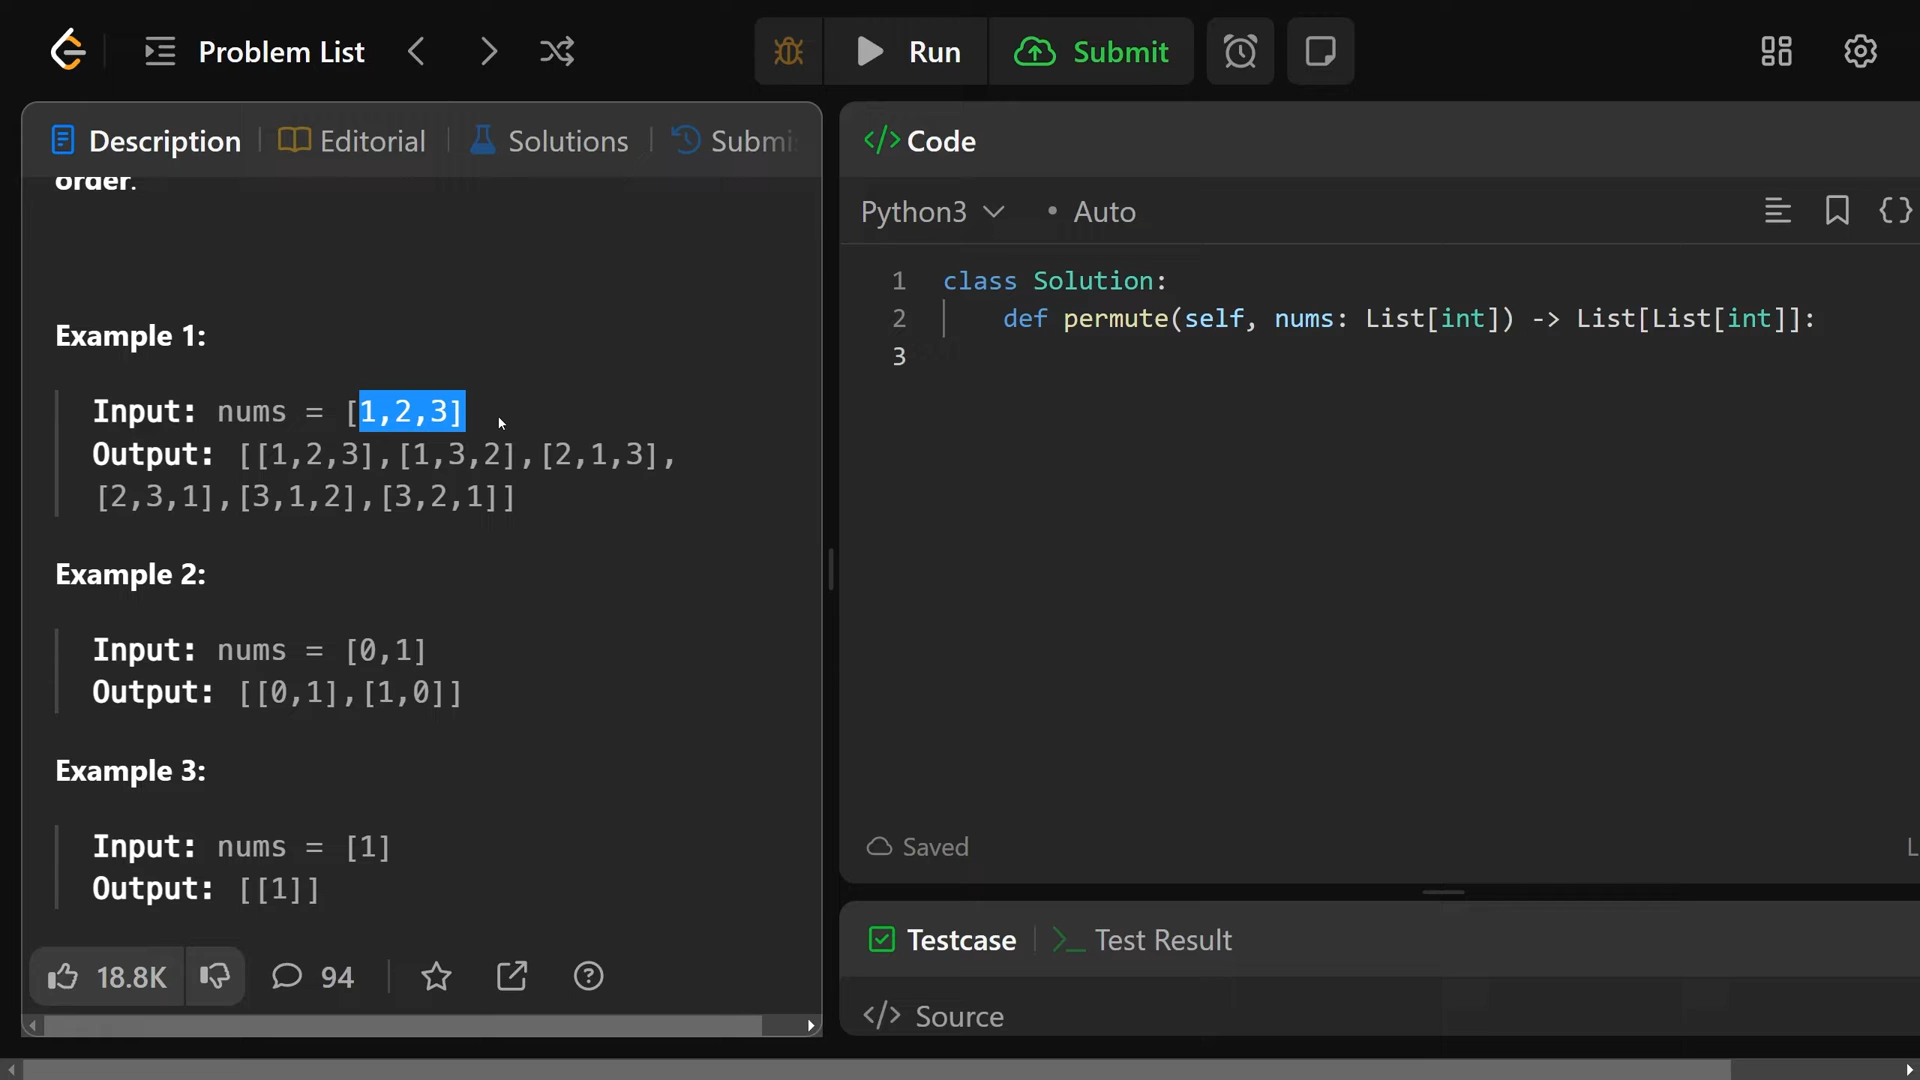 Problem List
Run
Submit
Description
Editorial
Solutions
Submi
order.
Example 1:
Input: nums = [1,2,3]
Output: [[1,2,3],[1,3,2],[2,1,3],
[2,3,1],[3,1,2],[3,2,1]]
Example 2:
Input: nums = [0,1]
Output: [[0,1],[1,0]]
Example 3:
Input: nums = [1]
Output: [[1]]
18.8K
94
</> Code
Python3
• Auto
{}
1 class Solution:
2 def permute(self, nums: List[int]) -> List[List[int]]:
3
Saved
L
Testcase
>_ Test Result
</> Source